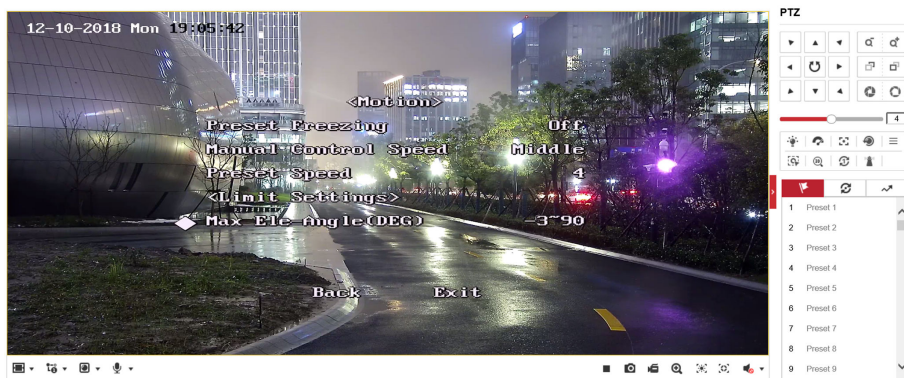 PTZ
12-10-2018 Mon 19:05:42
<Motion>
Preset Freezing Off
Manual Control Speed Middle
Preset Speed 4
<Limit Settings>
Max Ele-Angle(DEG) -3~90
Back Exit
4
1 Preset 1
2 Preset 2
3 Preset 3
4 Preset 4
5 Preset 5
6 Preset 6
7 Preset 7
8 Preset 8
9 Preset 9